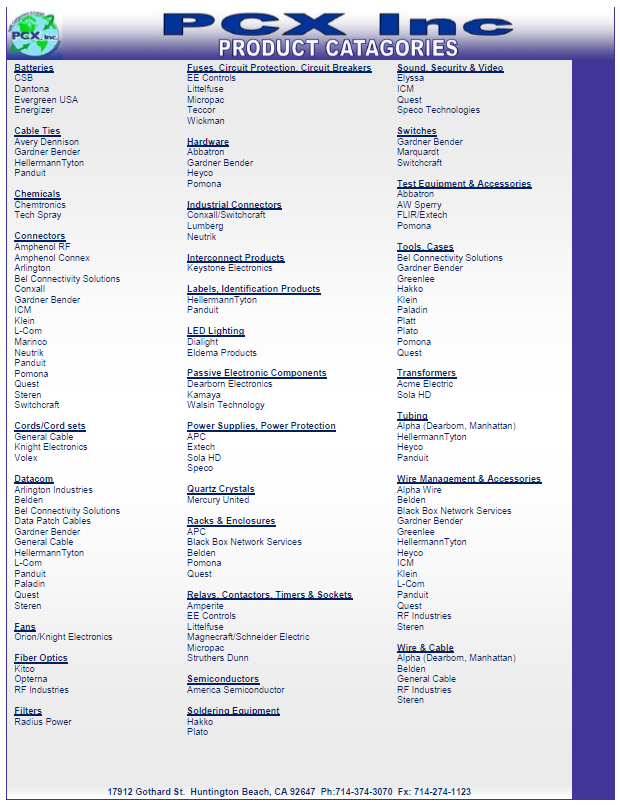 PCX, Inc.
PCX Inc
PRODUCT CATAGORIES
Batteries
CSB
Dantona
Evergreen USA
Energizer
Cable Ties
Avery Dennison
Gardner Bender
HellermannTyton
Panduit
Chemicals
Chemtronics
Tech Spray
Connectors
Amphenol RF
Amphenol Connex
Arlington
Bel Connectivity Solutions
Conxall
Gardner Bender
ICM
Klein
L-Com
Marinco
Neutrik
Panduit
Pomona
Quest
Steren
Switchcraft
Cords/Cord sets
General Cable
Knight Electronics
Volex
Datacom
Arlington Industries
Belden
Bel Connectivity Solutions
Data Patch Cables
Gardner Bender
General Cable
HellermannTyton
L-Com
Panduit
Paladin
Quest
Steren
Fans
Orion/Knight Electronics
Fiber Optics
Kitco
Opterna
RF Industries
Filters
Radius Power
Fuses, Circuit Protection, Circuit Breakers
EE Controls
Littelfuse
Micropac
Teccor
Wickman
Hardware
Abbatron
Gardner Bender
Heyco
Pomona
Industrial Connectors
Conxall/Switchcraft
Lumberg
Neutrik
Interconnect Products
Keystone Electronics
Labels, Identification Products
HellermannTyton
Panduit
LED Lighting
Dialight
Eldema Products
Passive Electronic Components
Dearborn Electronics
Kamaya
Walsin Technology
Power Supplies, Power Protection
APC
Extech
Sola HD
Speco
Quartz Crystals
Mercury United
Racks & Enclosures
APC
Black Box Network Services
Belden
Pomona
Quest
Relays, Contactors, Timers & Sockets
Amperite
EE Controls
Littelfuse
Magnecraft/Schneider Electric
Micropac
Struthers Dunn
Semiconductors
America Semiconductor
Soldering Equipment
Hakko
Plato
Sound, Security & Video
Elyssa
ICM
Quest
Speco Technologies
Switches
Gardner Bender
Marquardt
Switchcraft
Test Equipment & Accessories
Abbatron
AW Sperry
FLIR/Extech
Pomona
Tools, Cases
Bel Connectivity Solutions
Gardner Bender
Greenlee
Hakko
Klein
Paladin
Platt
Plato
Pomona
Quest
Transformers
Acme Electric
Sola HD
Tubing
Alpha (Dearborn, Manhattan)
HellermannTyton
Heyco
Panduit
Wire Management & Accessories
Alpha Wire
Belden
Black Box Network Services
Gardner Bender
Greenlee
HellermannTyton
Heyco
ICM
Klein
L-Com
Panduit
Quest
RF Industries
Steren
Wire & Cable
Alpha (Dearborn, Manhattan)
Belden
General Cable
RF Industries
Steren
17912 Gothard St. Huntington Beach, CA 92647 Ph:714-374-3070 Fx: 714-274-1123